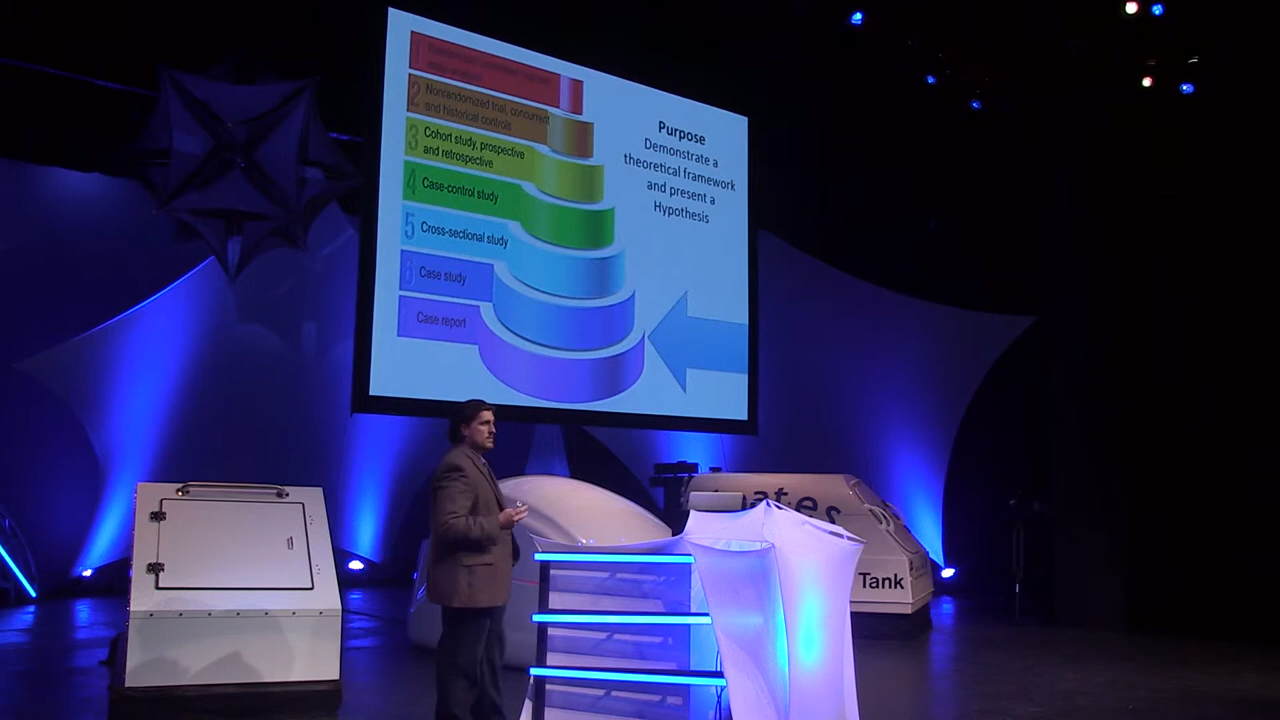 1
2
Nonrandomized trial, concurrent
and historical controls
3
Cohort study, prospective
and retrospective
4
Case-control study
5
Cross-sectional study
6
Case study
Case report
Purpose
Demonstrate a
theoretical framework
and present a
Hypothesis
Tank